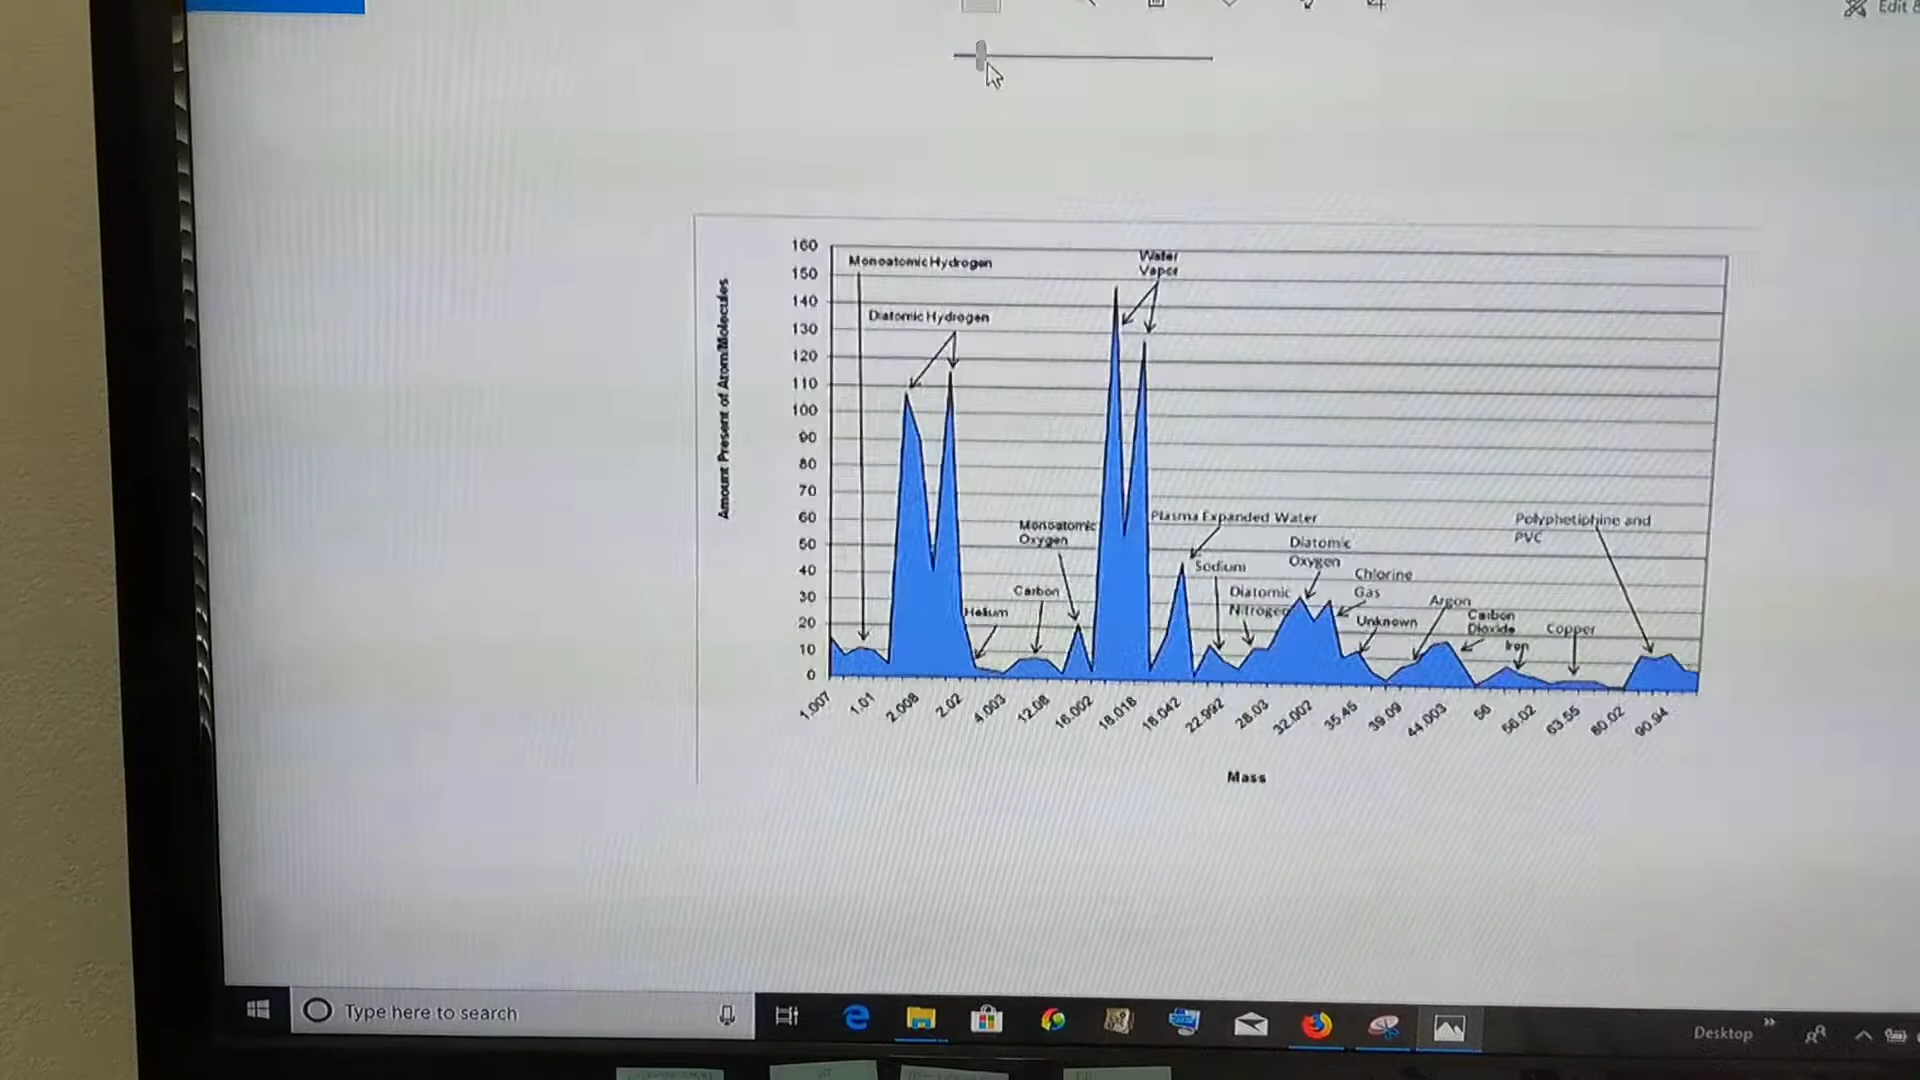 Edit &
160
150
140
130
120
110
100
90
80
70
60
50
40
30
20
10
0
Amount Present of Atom/Molecules
Monoatomic Hydrogen
Diatomic Hydrogen
Water
Vapor
Monoatomic
Oxygen
Plasma Expanded Water
Polyphetiphine and
PVC
Diatomic
Oxygen
Sodium
Chlorine
Gas
Carbon
Diatomic
Nitrogen
Helium
Argon
Unknown
Carbon
Dioxide
Copper
Iron
1.007
1.01
2.008
2.02
4.003
12.08
16.002
18.018
18.042
22.992
28.03
32.002
35.45
39.09
44.003
56
56.02
63.55
80.02
90.94
Mass
Type here to search
Desktop